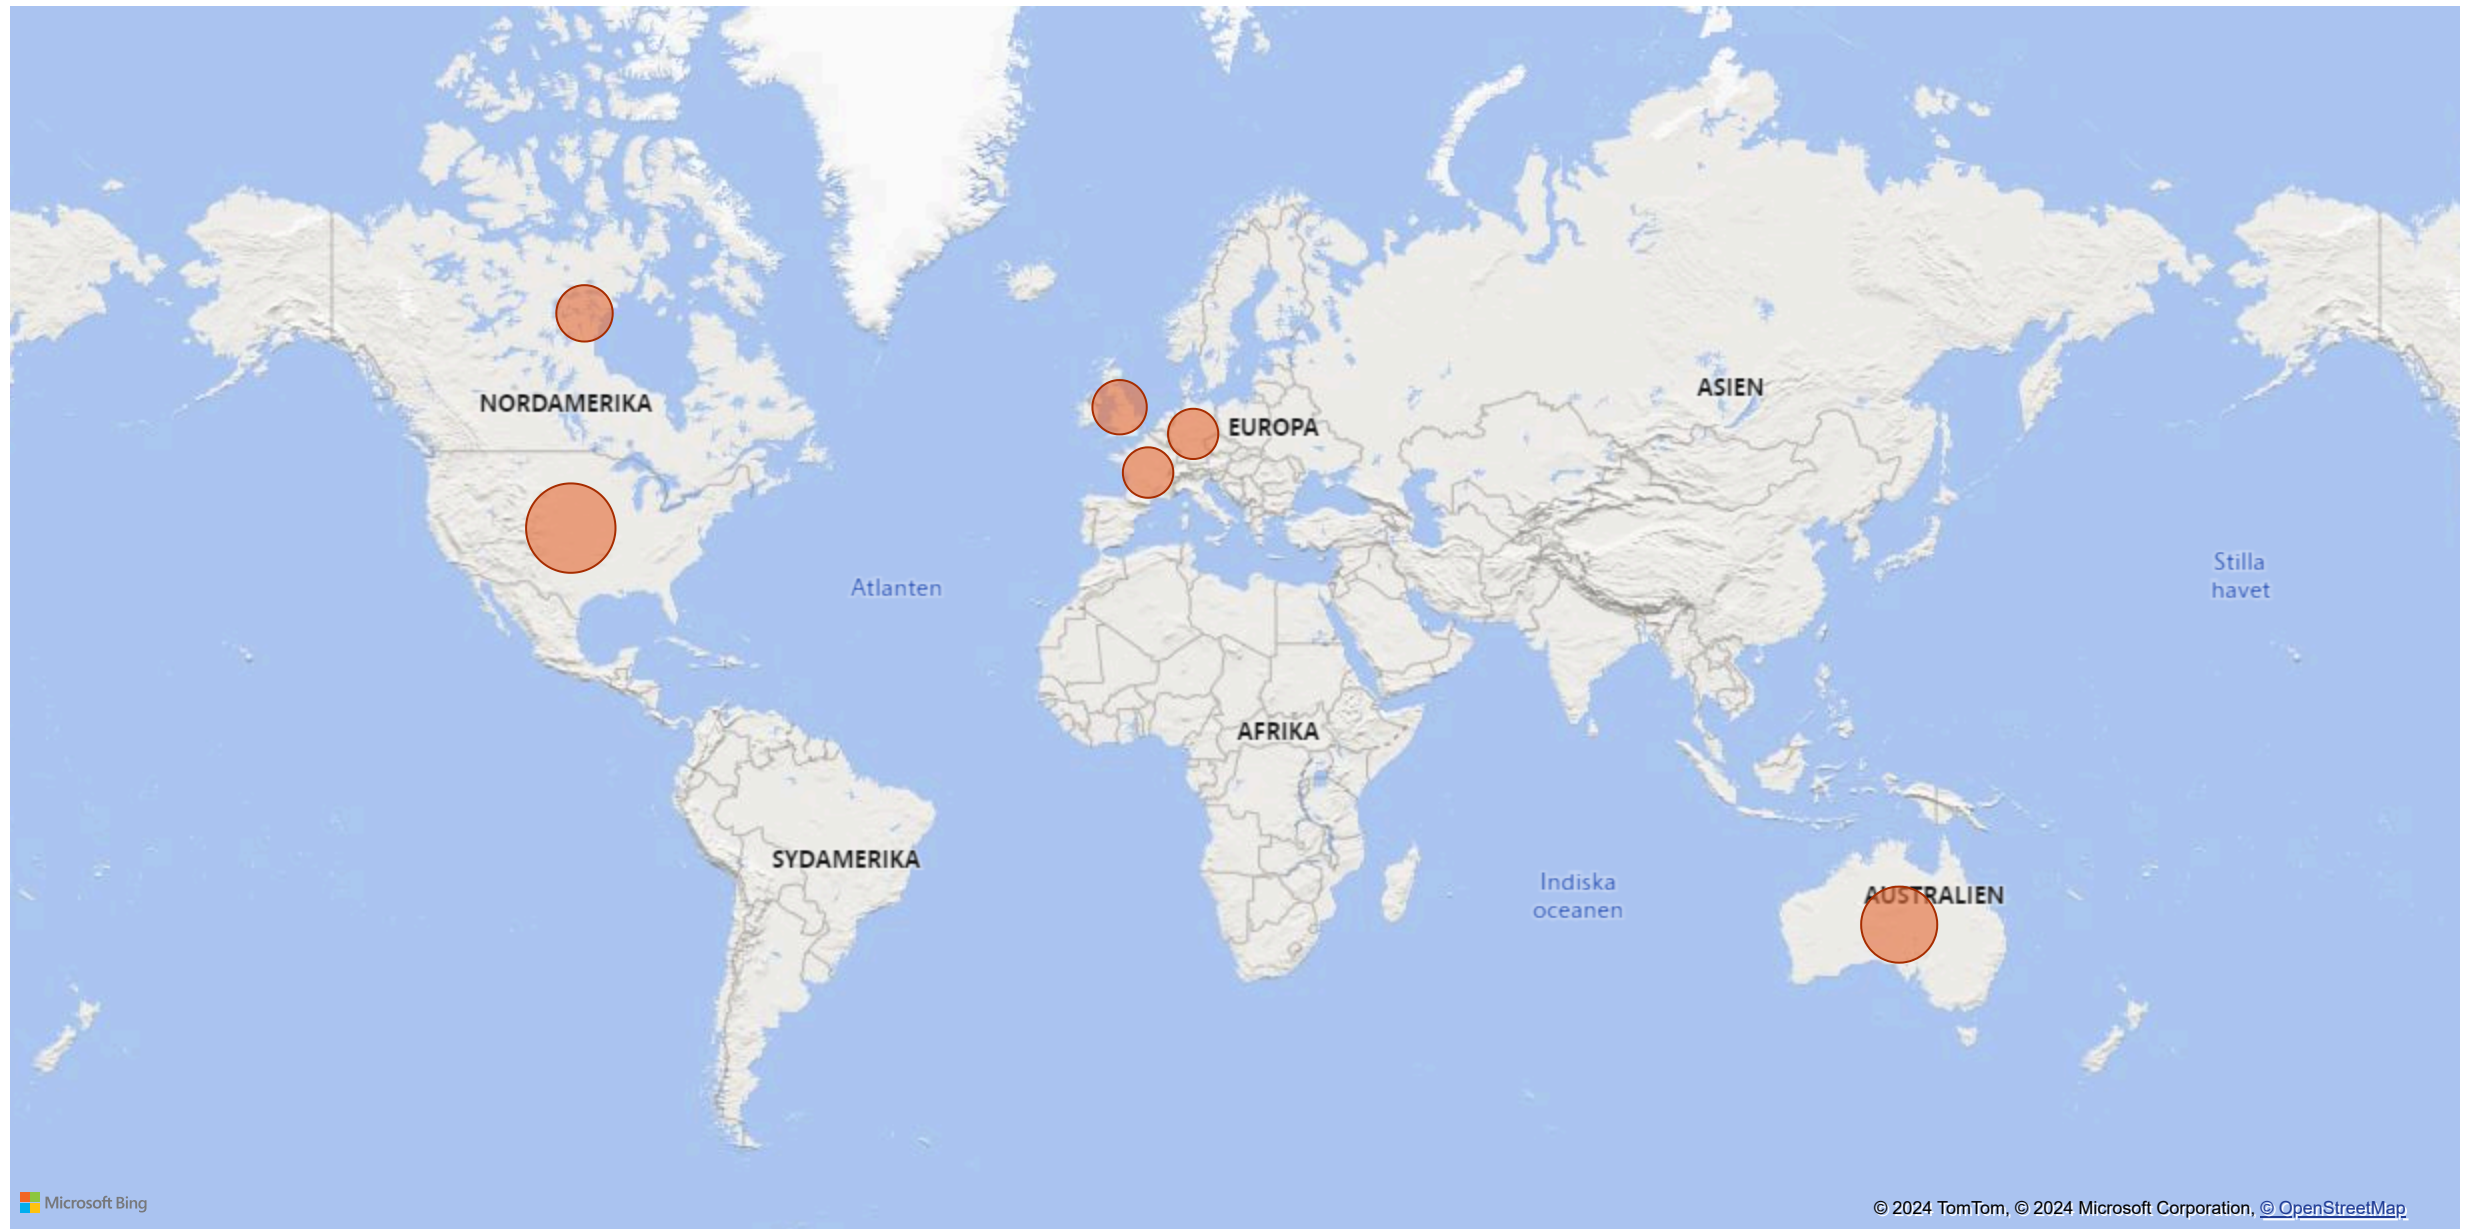 NORDAMERIKA
EUROPA
ASIEN
Atlanten
Stilla
havet
AFRIKA
SYDAMERIKA
Indiska
oceanen
AUSTRALIEN
Microsoft Bing
© 2024 TomTom, © 2024 Microsoft Corporation, © OpenStreetMap